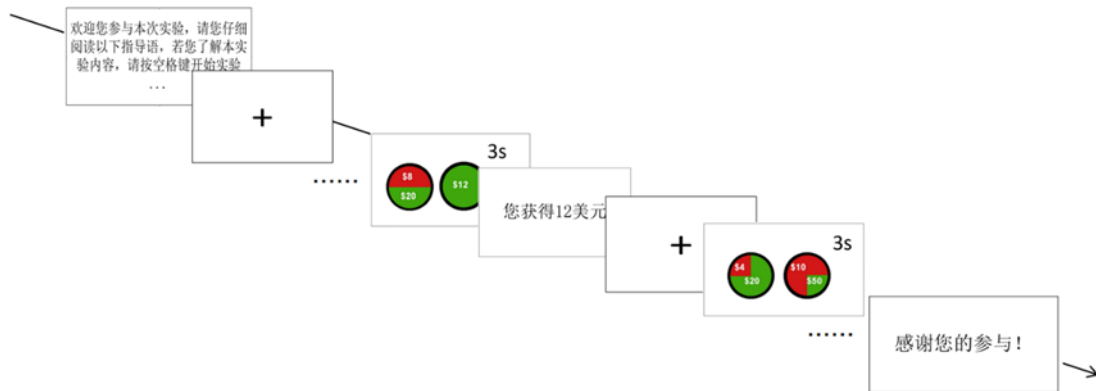 欢迎您参与本次实验，请您仔细
阅读以下指导语，若您了解本实
验内容，请按空格键开始实验
...
+
......
3s
$8
$20
$12
您获得12美元
+
3s
$4
$20
$10
$50
......
感谢您的参与！